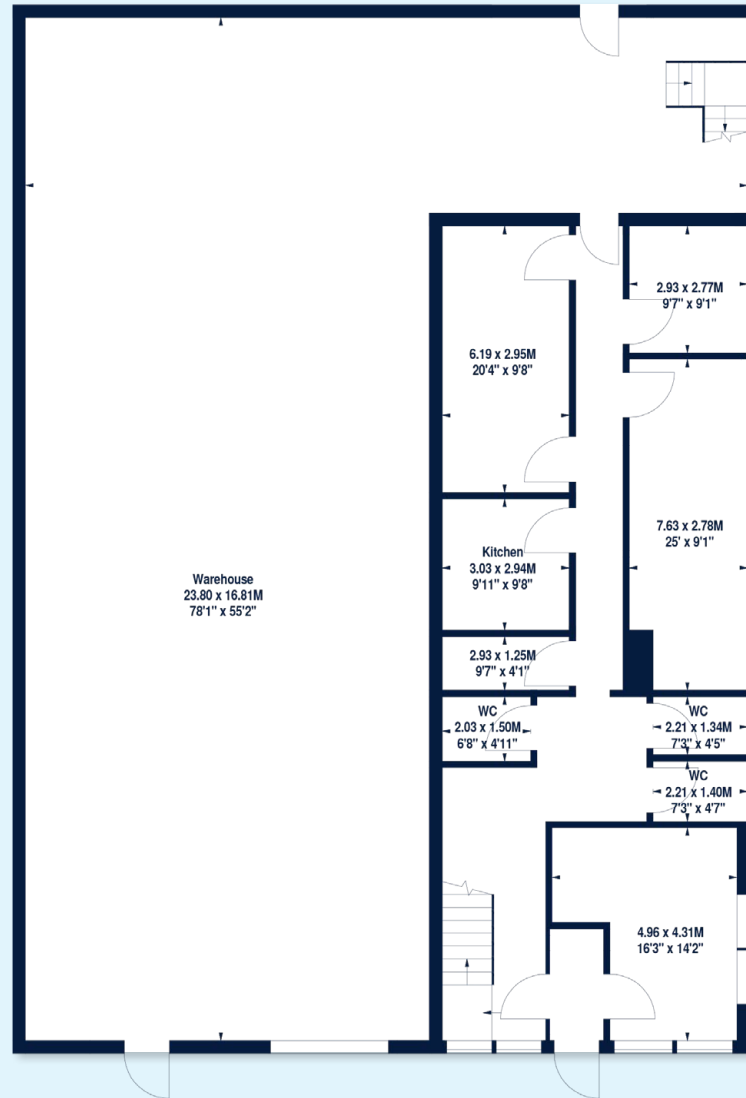 2.93 x 2.77M
9'7" x 9'1"
6.19 x 2.95M
20'4" x 9'8"
7.63 x 2.78M
25' x 9'1"
Kitchen
3.03 x 2.94M
9'11" x 9'8"
Warehouse
23.80 x 16.81M
78'1" x 55'2"
2.93 x 1.25M
9'7" x 4'1"
WC
2.03 x 1.50M
6'8" x 4'11"
WC
2.21 x 1.34M
7'3" x 4'5"
WC
2.21 x 1.40M
7'3" x 4'7"
4.96 x 4.31M
16'3" x 14'2"